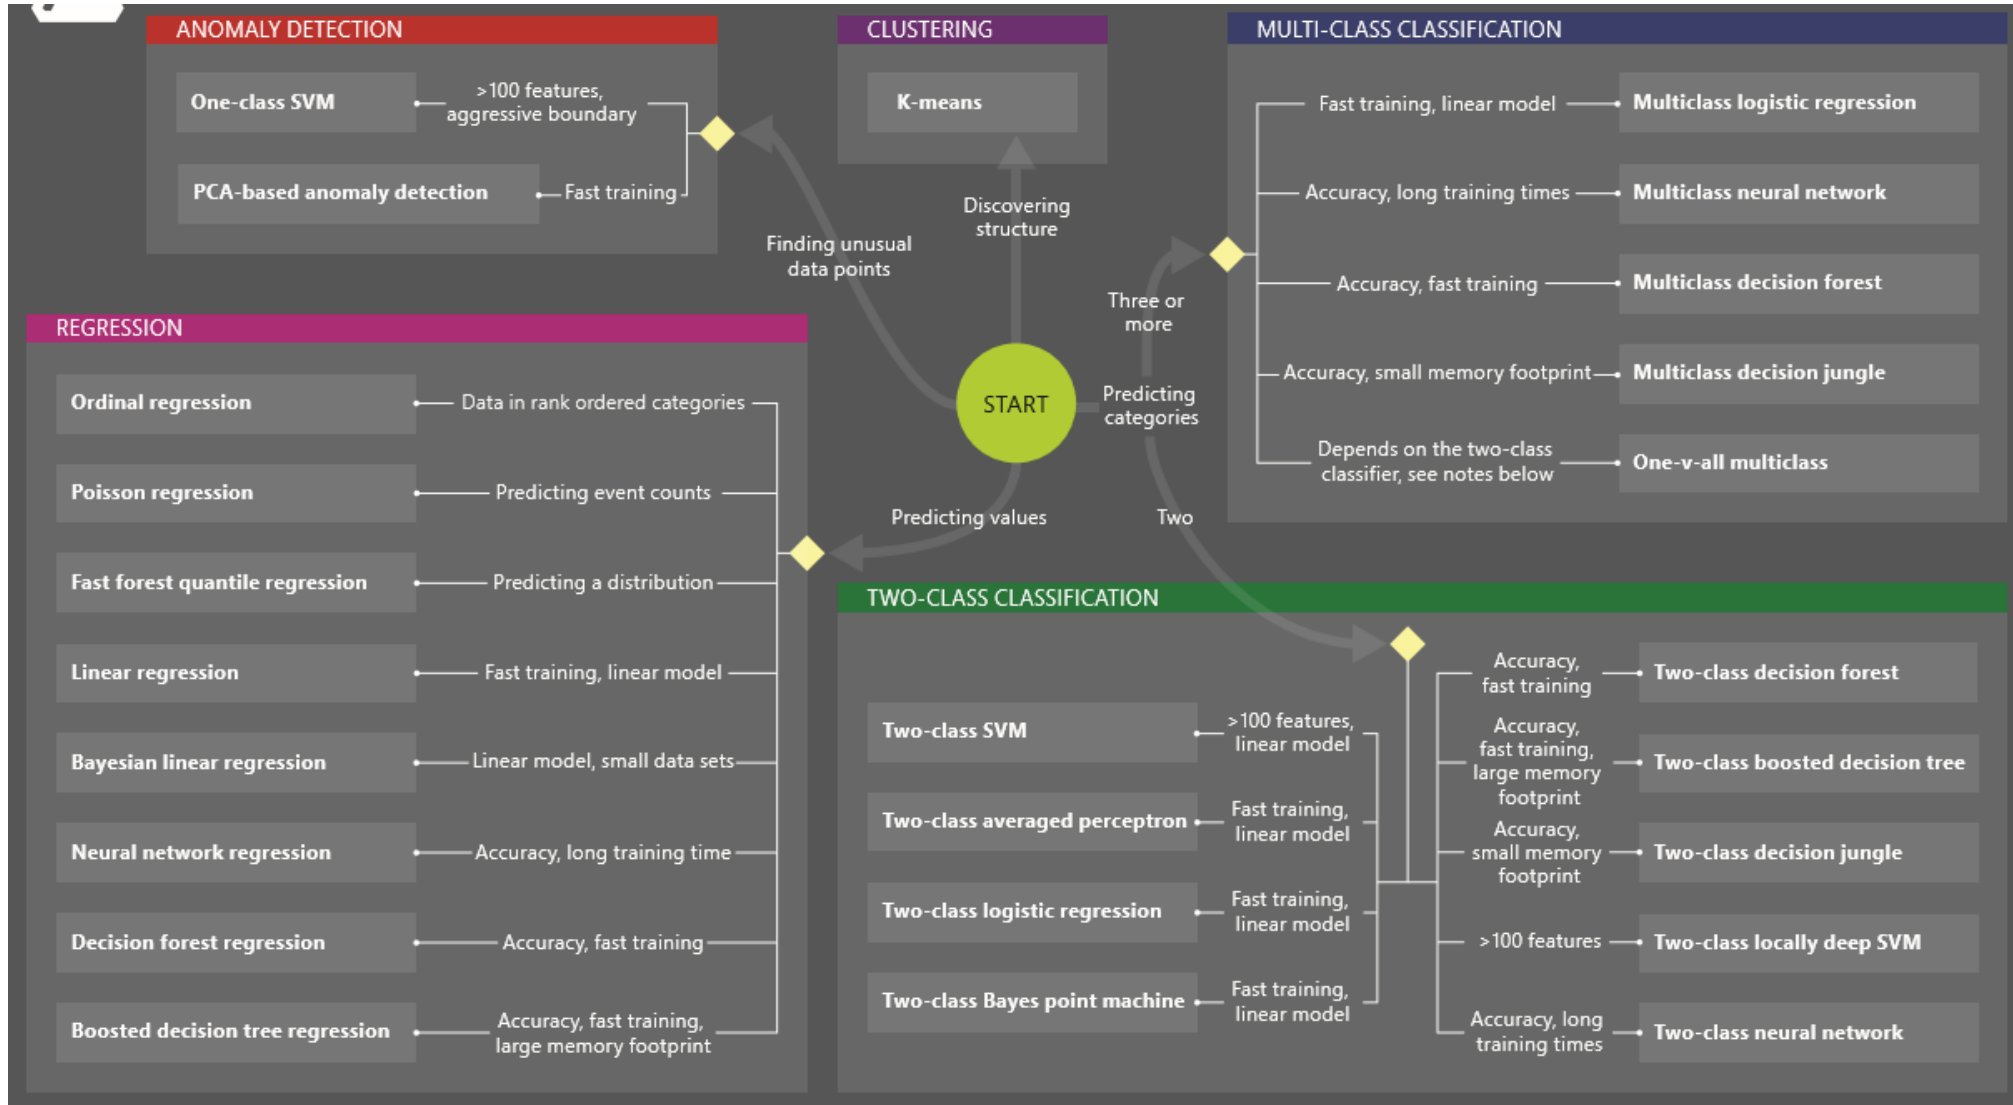 ANOMALY DETECTION
One-class SVM
>100 features,
aggressive boundary
PCA-based anomaly detection
Fast training
CLUSTERING
K-means
MULTI-CLASS CLASSIFICATION
Fast training, linear model
Multiclass logistic regression
Accuracy, long training times
Multiclass neural network
Accuracy, fast training
Multiclass decision forest
Accuracy, small memory footprint
Multiclass decision jungle
Depends on the two-class
classifier, see notes below
One-v-all multiclass
Finding unusual
data points
Discovering
structure
Three or
more
START
Predicting
categories
Predicting values
Two
REGRESSION
Ordinal regression
Data in rank ordered categories
Poisson regression
Predicting event counts
Fast forest quantile regression
Predicting a distribution
Linear regression
Fast training, linear model
Bayesian linear regression
Linear model, small data sets
Neural network regression
Accuracy, long training time
Decision forest regression
Accuracy, fast training
Boosted decision tree regression
Accuracy, fast training,
large memory footprint
TWO-CLASS CLASSIFICATION
Two-class SVM
>100 features,
linear model
Two-class averaged perceptron
Fast training,
linear model
Two-class logistic regression
Fast training,
linear model
Two-class Bayes point machine
Fast training,
linear model
Accuracy,
fast training
Two-class decision forest
Accuracy,
fast training,
large memory
footprint
Two-class boosted decision tree
Accuracy,
small memory
footprint
Two-class decision jungle
>100 features
Two-class locally deep SVM
Accuracy, long
training times
Two-class neural network